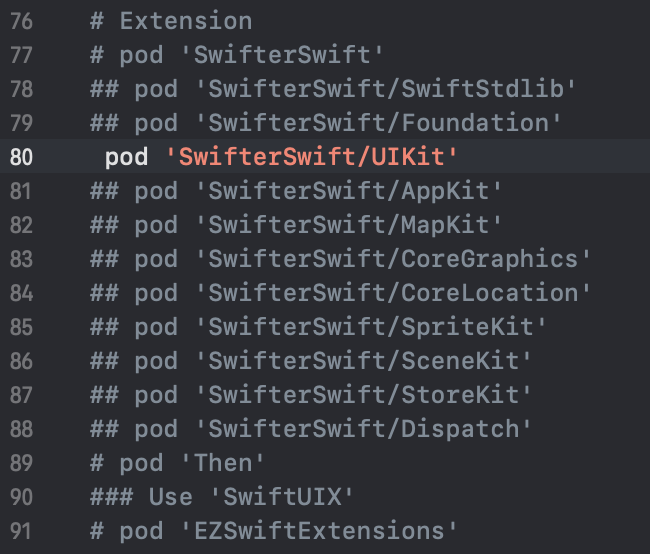 76 # Extension
77 # pod 'SwifterSwift'
78 ## pod 'SwifterSwift/SwiftStdlib'
79 ## pod 'SwifterSwift/Foundation'
80 pod 'SwifterSwift/UIKit'
81 ## pod 'SwifterSwift/AppKit'
82 ## pod 'SwifterSwift/MapKit'
83 ## pod 'SwifterSwift/CoreGraphics'
84 ## pod 'SwifterSwift/CoreLocation'
85 ## pod 'SwifterSwift/SpriteKit'
86 ## pod 'SwifterSwift/SceneKit'
87 ## pod 'SwifterSwift/StoreKit'
88 ## pod 'SwifterSwift/Dispatch'
89 # pod 'Then'
90 ### Use 'SwiftUIX'
91 # pod 'EZSwiftExtensions'